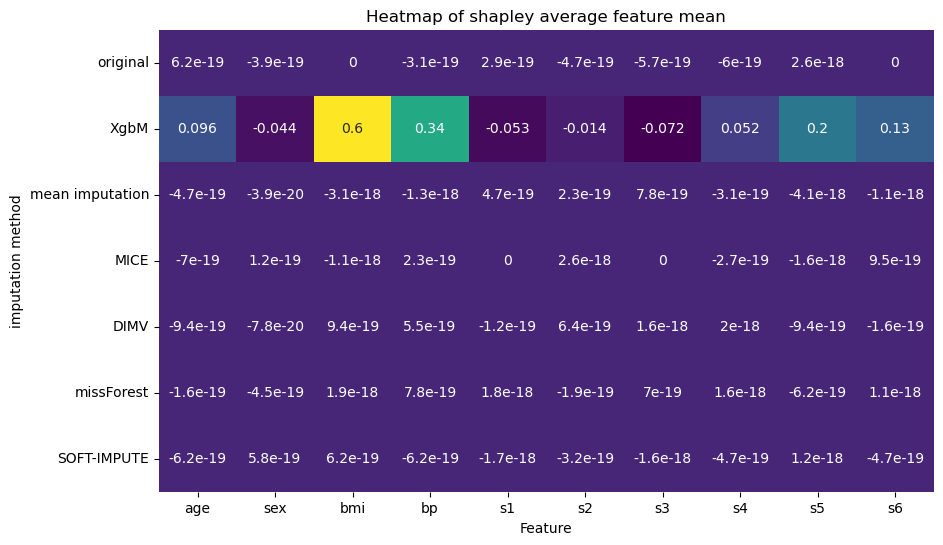 Heatmap of shapley average feature mean
original 6.2e-19 -3.9e-19 0 -3.1e-19 2.9e-19 -4.7e-19 -5.7e-19 -6e-19 2.6e-18 0
XgbM 0.096 -0.044 0.6 0.34 -0.053 -0.014 -0.072 0.052 0.2 0.13
mean imputation -4.7e-19 -3.9e-20 -3.1e-18 -1.3e-18 4.7e-19 2.3e-19 7.8e-19 -3.1e-19 -4.1e-18 -1.1e-18
MICE -7e-19 1.2e-19 -1.1e-18 2.3e-19 0 2.6e-18 0 -2.7e-19 -1.6e-18 9.5e-19
DIMV -9.4e-19 -7.8e-20 9.4e-19 5.5e-19 -1.2e-19 6.4e-19 1.6e-18 2e-18 -9.4e-19 -1.6e-19
missForest -1.6e-19 -4.5e-19 1.9e-18 7.8e-19 1.8e-18 -1.9e-19 7e-19 1.6e-18 -6.2e-19 1.1e-18
SOFT-IMPUTE -6.2e-19 5.8e-19 6.2e-19 -6.2e-19 -1.7e-18 -3.2e-19 -1.6e-18 -4.7e-19 1.2e-18 -4.7e-19
age sex bmi bp s1 s2 s3 s4 s5 s6
Feature
imputation method